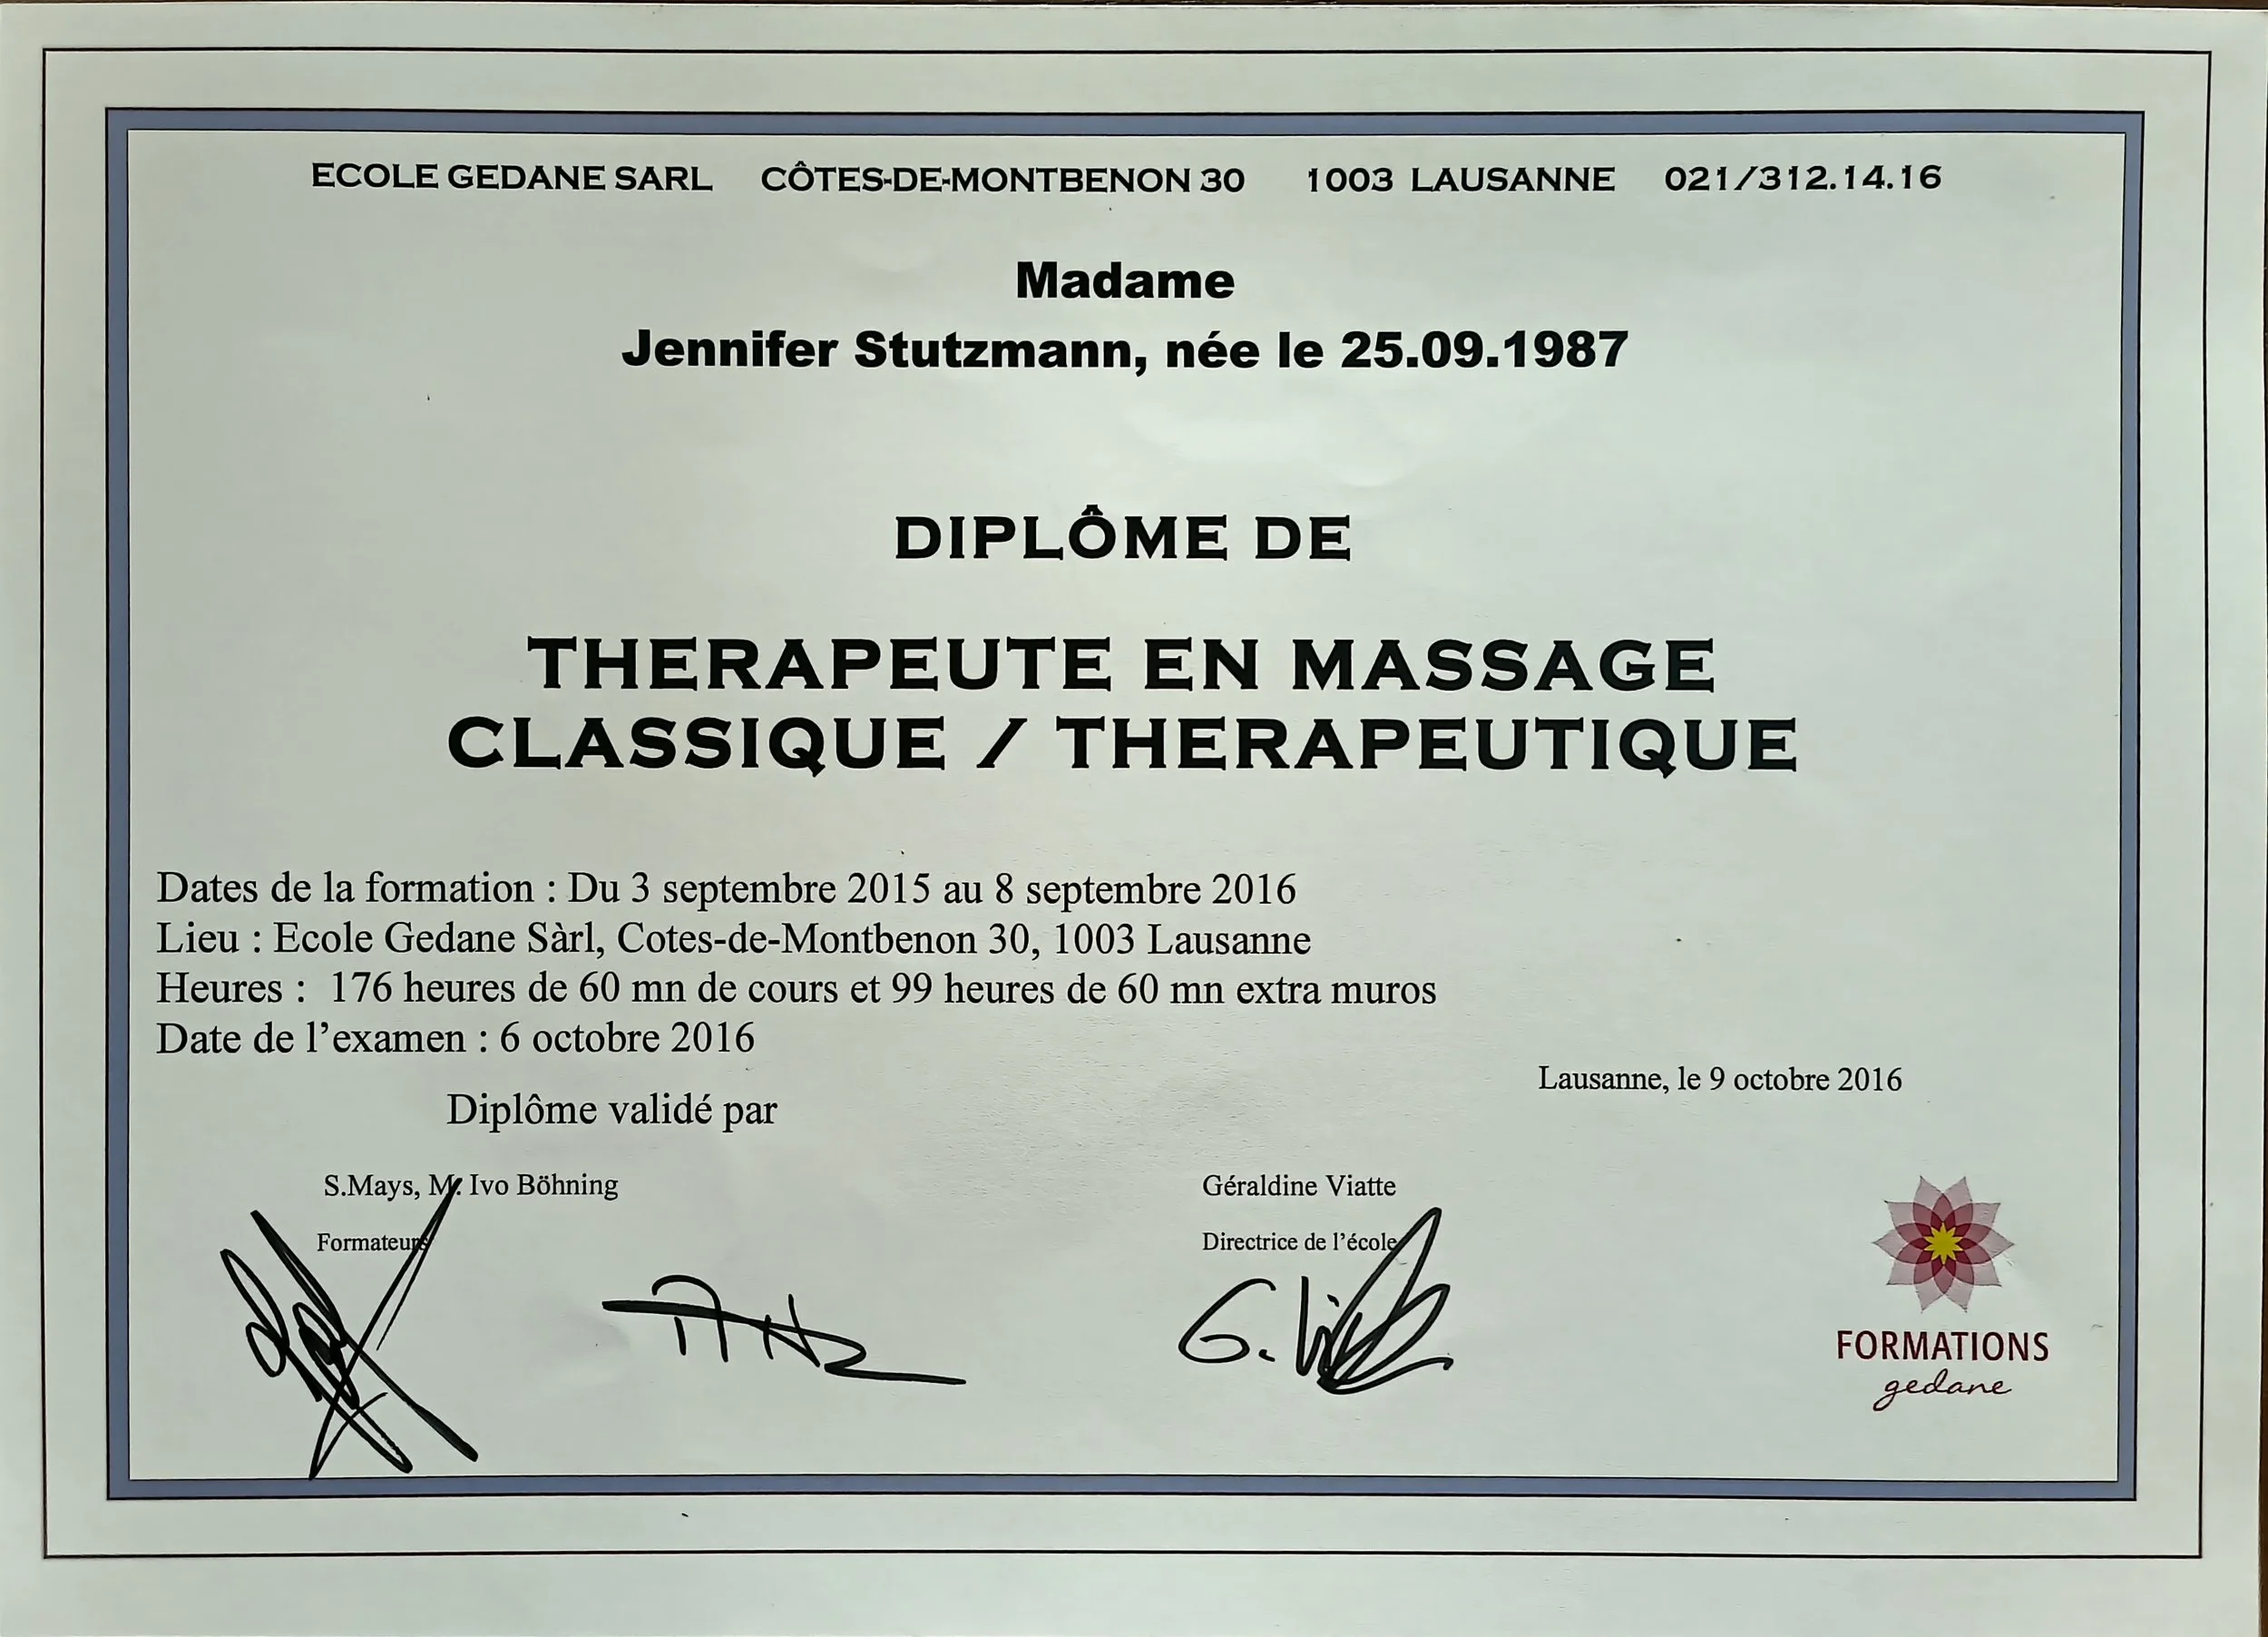 ECOLE GEDANE SARL CÔTES-DE-MONTBENON 30 1003 LAUSANNE 021/312.14.16
Madame
Jennifer Stutzmann, née le 25.09.1987
DIPLÔME DE
THERAPEUTE EN MASSAGE
CLASSIQUE / THERAPEUTIQUE
Dates de la formation : Du 3 septembre 2015 au 8 septembre 2016
Lieu : Ecole Gedane Sàrl, Cotes-de-Montbenon 30, 1003 Lausanne
Heures : 176 heures de 60 mn de cours et 99 heures de 60 mn extra muros
Date de l'examen : 6 octobre 2016
Lausanne, le 9 octobre 2016
Diplôme validé par
S.Mays, M. Ivo Böhning
Formateurs
Géraldine Viatte
Directrice de l'école
FORMATIONS
gedane